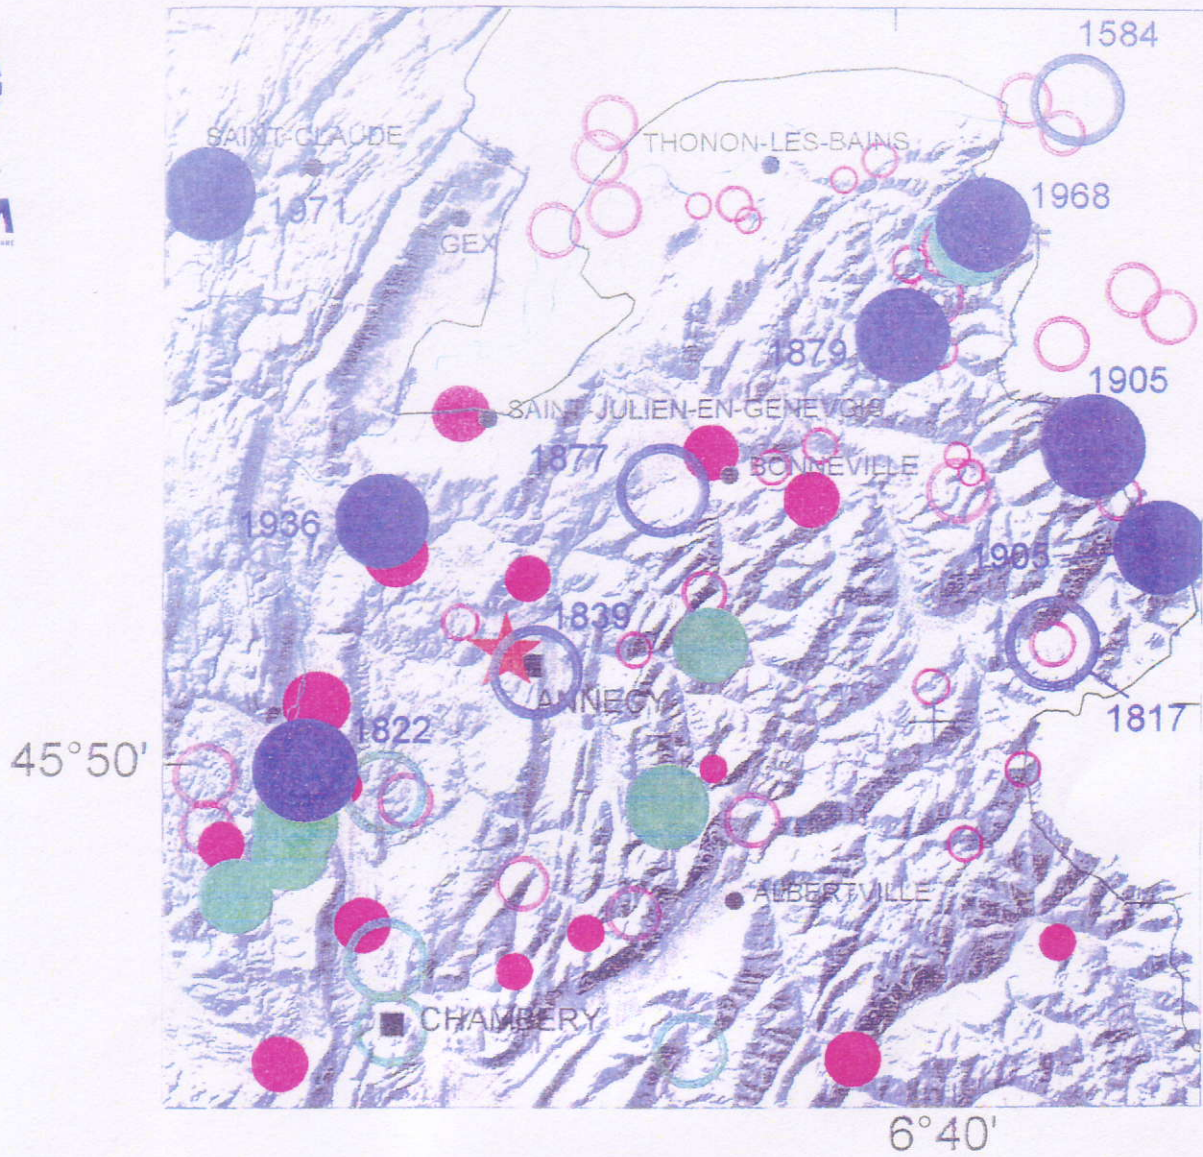 1584
SAINT-CLAUDE
THONON-LES-BAINS
1971
1968
GEX
1879
1905
SAINT-JULIEN-EN-GENEVOIS
1877
BONNEVILLE
1936
1905
1839
ANNECY
1822
1817
45°50'
ALBERTVILLE
CHAMBERY
6°40'